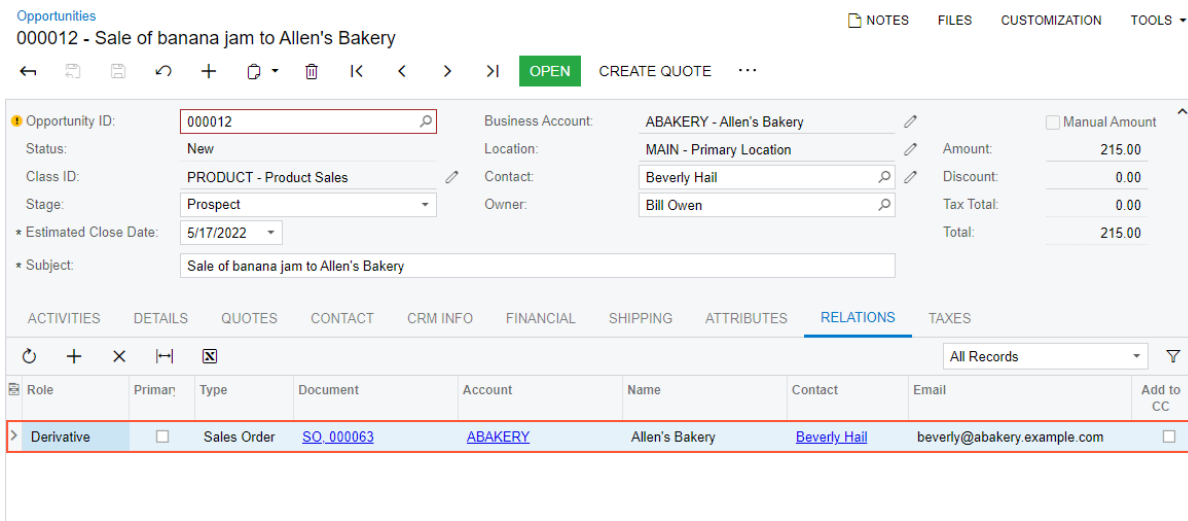 Opportunities
NOTES FILES CUSTOMIZATION TOOLS
000012 - Sale of banana jam to Allen's Bakery
OPEN CREATE QUOTE ...
Opportunity ID: 000012 Business Account: ABAKERY - Allen's Bakery Manual Amount
Status: New Location: MAIN - Primary Location Amount: 215.00
Class ID: PRODUCT - Product Sales Contact: Beverly Hail Discount: 0.00
Stage: Prospect Owner: Bill Owen Tax Total: 0.00
* Estimated Close Date: 5/17/2022 Total: 215.00
* Subject: Sale of banana jam to Allen's Bakery
ACTIVITIES DETAILS QUOTES CONTACT CRM INFO FINANCIAL SHIPPING ATTRIBUTES RELATIONS TAXES
All Records
Role Primary Type Document Account Name Contact Email Add to
CC
Derivative Sales Order SO, 000063 ABAKERY Allen's Bakery Beverly Hail beverly@abakery.example.com